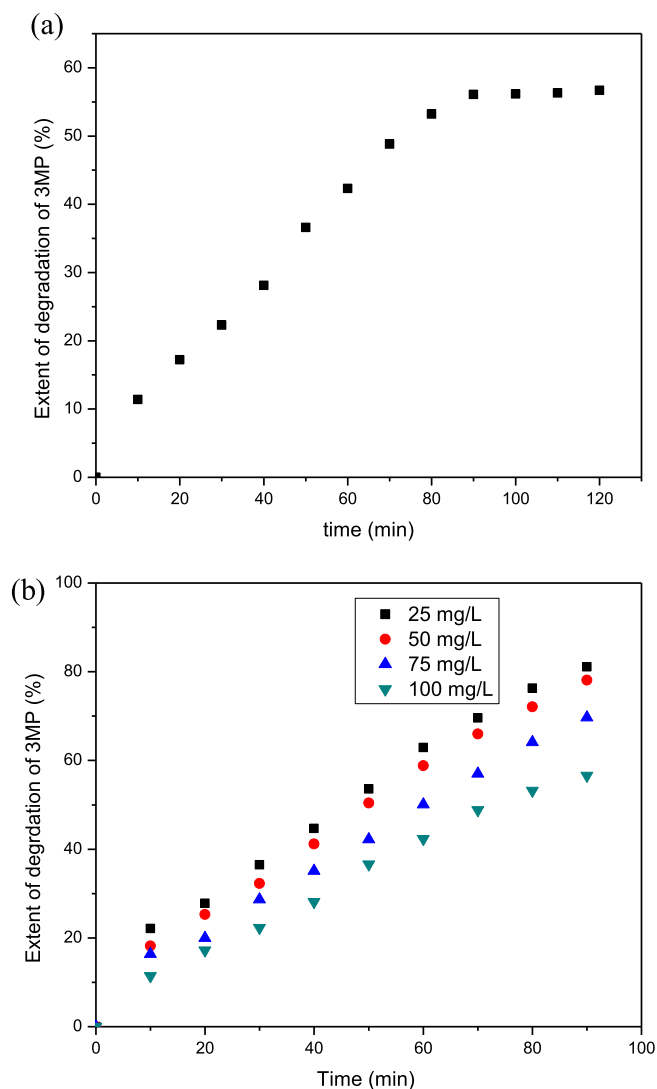 (a)
60
50
40
30
20
10
0
Extent of degradation of 3MP (%)
0 20 40 60 80 100 120
time (min)
(b)
100
80
60
40
20
0
Extent of degrdation of 3MP (%)
25 mg/L
50 mg/L
75 mg/L
100 mg/L
0 20 40 60 80 100
Time (min)